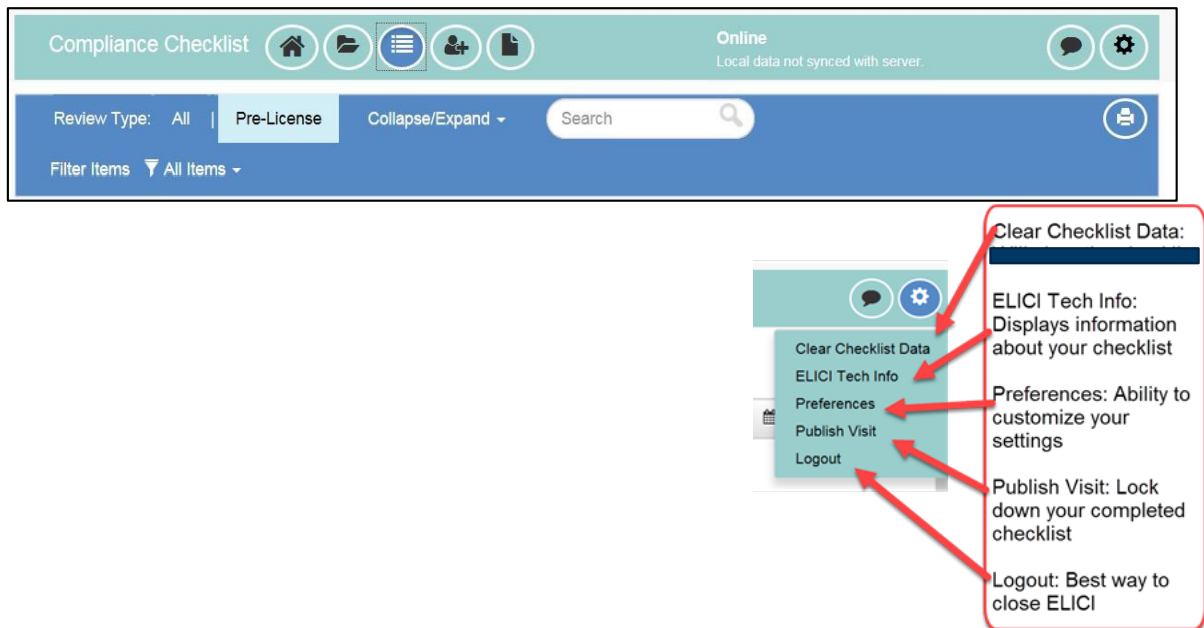 Compliance Checklist
Online
Local data not synced with server.
Review Type: All | Pre-License Collapse/Expand Search
Filter Items All Items
Clear Checklist Data
ELICI Tech Info
Preferences
Publish Visit
Logout
Clear Checklist Data:
ELICI Tech Info:
Displays information
about your checklist
Preferences: Ability to
customize your
settings
Publish Visit: Lock
down your completed
checklist
Logout: Best way to
close ELICI